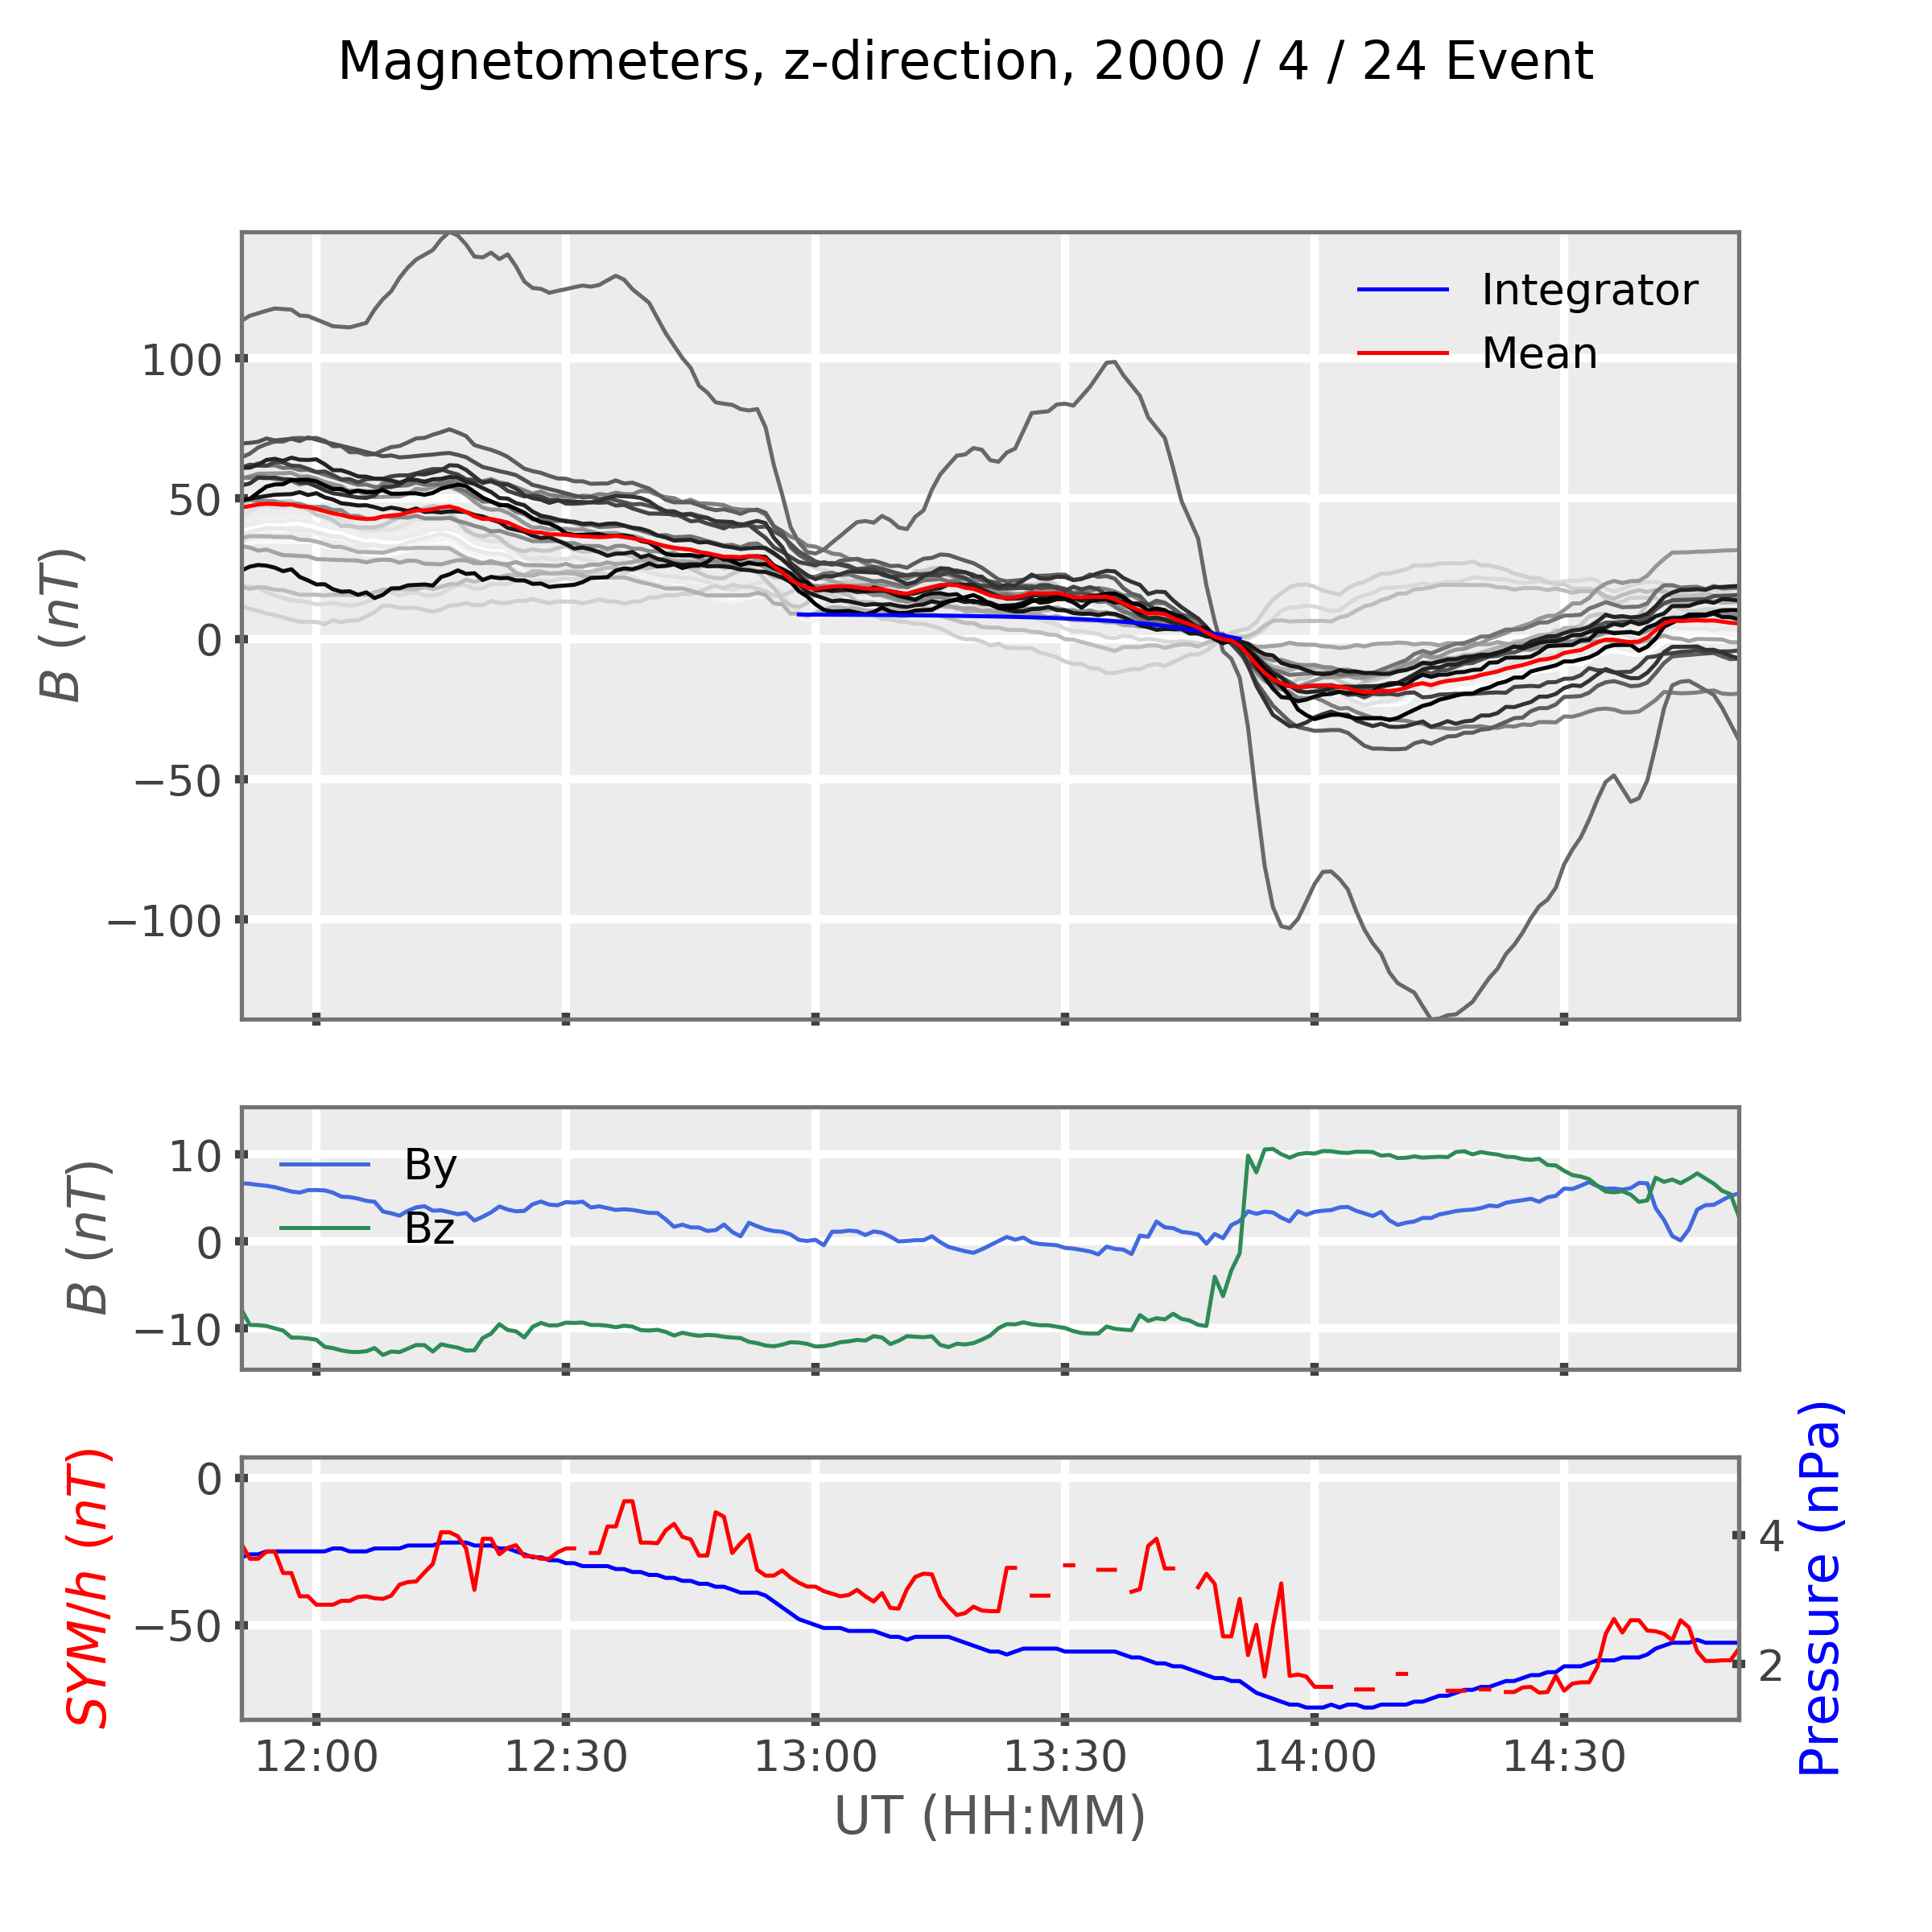 Magnetometers, z-direction, 2000 / 4 / 24 Event
B (nT)
100
50
0
−50
−100
Integrator
Mean
B (nT)
10
0
−10
By
Bz
SYM/h (nT)
0
−50
4
2
Pressure (nPa)
12:00 12:30 13:00 13:30 14:00 14:30
UT (HH:MM)